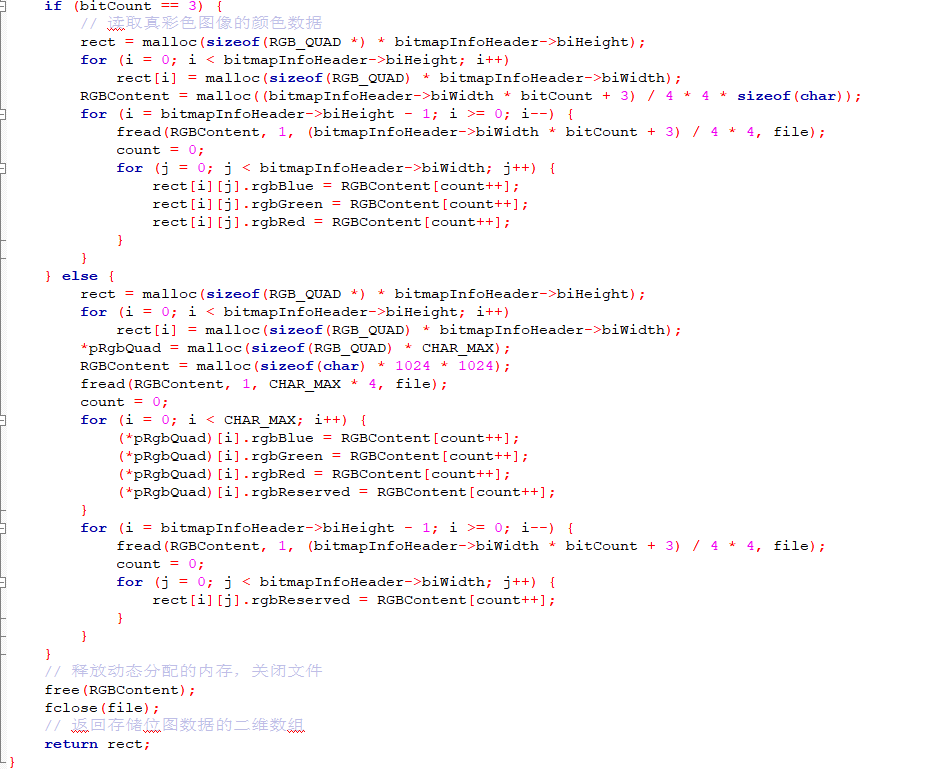 if (bitCount == 3) {
// 读取真彩色图像的颜色数据
rect = malloc(sizeof(RGB_QUAD *) * bitmapInfoHeader->biHeight);
for (i = 0; i < bitmapInfoHeader->biHeight; i++)
rect[i] = malloc(sizeof(RGB_QUAD) * bitmapInfoHeader->biWidth);
RGBContent = malloc((bitmapInfoHeader->biWidth * bitCount + 3) / 4 * 4 * sizeof(char));
for (i = bitmapInfoHeader->biHeight - 1; i >= 0; i--) {
fread(RGBContent, 1, (bitmapInfoHeader->biWidth * bitCount + 3) / 4 * 4, file);
count = 0;
for (j = 0; j < bitmapInfoHeader->biWidth; j++) {
rect[i][j].rgbBlue = RGBContent[count++];
rect[i][j].rgbGreen = RGBContent[count++];
rect[i][j].rgbRed = RGBContent[count++];
}
}
} else {
rect = malloc(sizeof(RGB_QUAD *) * bitmapInfoHeader->biHeight);
for (i = 0; i < bitmapInfoHeader->biHeight; i++)
rect[i] = malloc(sizeof(RGB_QUAD) * bitmapInfoHeader->biWidth);
*pRgbQuad = malloc(sizeof(RGB_QUAD) * CHAR_MAX);
RGBContent = malloc(sizeof(char) * 1024 * 1024);
fread(RGBContent, 1, CHAR_MAX * 4, file);
count = 0;
for (i = 0; i < CHAR_MAX; i++) {
(*pRgbQuad)[i].rgbBlue = RGBContent[count++];
(*pRgbQuad)[i].rgbGreen = RGBContent[count++];
(*pRgbQuad)[i].rgbRed = RGBContent[count++];
(*pRgbQuad)[i].rgbReserved = RGBContent[count++];
}
for (i = bitmapInfoHeader->biHeight - 1; i >= 0; i--) {
fread(RGBContent, 1, (bitmapInfoHeader->biWidth * bitCount + 3) / 4 * 4, file);
count = 0;
for (j = 0; j < bitmapInfoHeader->biWidth; j++) {
rect[i][j].rgbReserved = RGBContent[count++];
}
}
}
// 释放动态分配的内存，关闭文件
free(RGBContent);
fclose(file);
// 返回存储位图数据的二维数组
return rect;
}